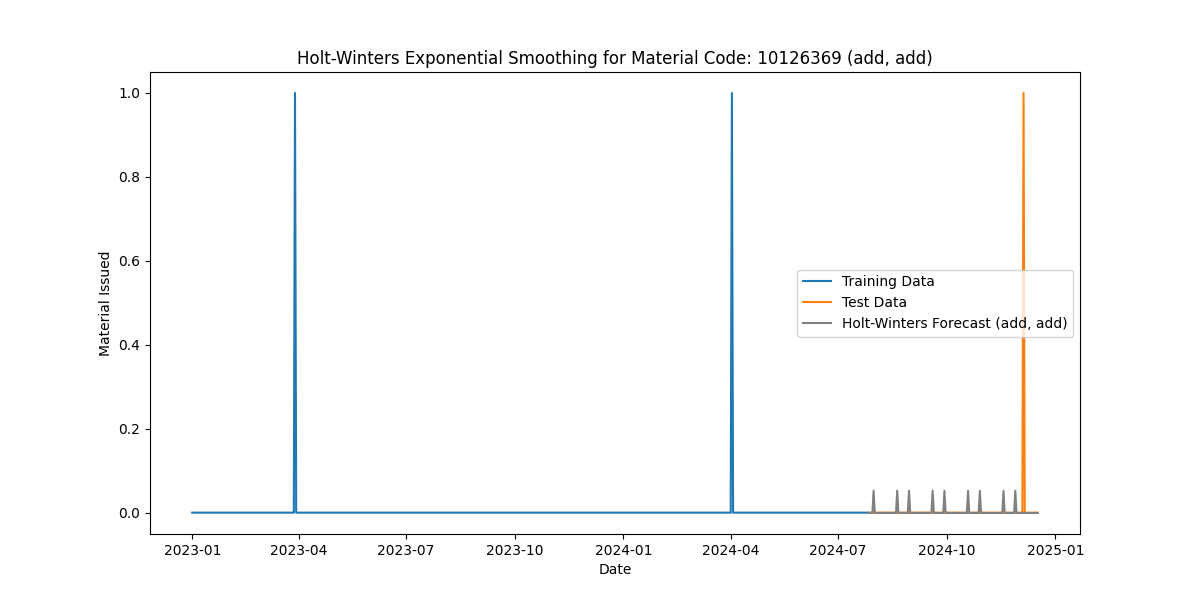 Holt-Winters Exponential Smoothing for Material Code: 10126369 (add, add)
Material Issued
1.0
0.8
0.6
0.4
0.2
0.0
Training Data
Test Data
Holt-Winters Forecast (add, add)
2023-01 2023-04 2023-07 2023-10 2024-01 2024-04 2024-07 2024-10 2025-01
Date